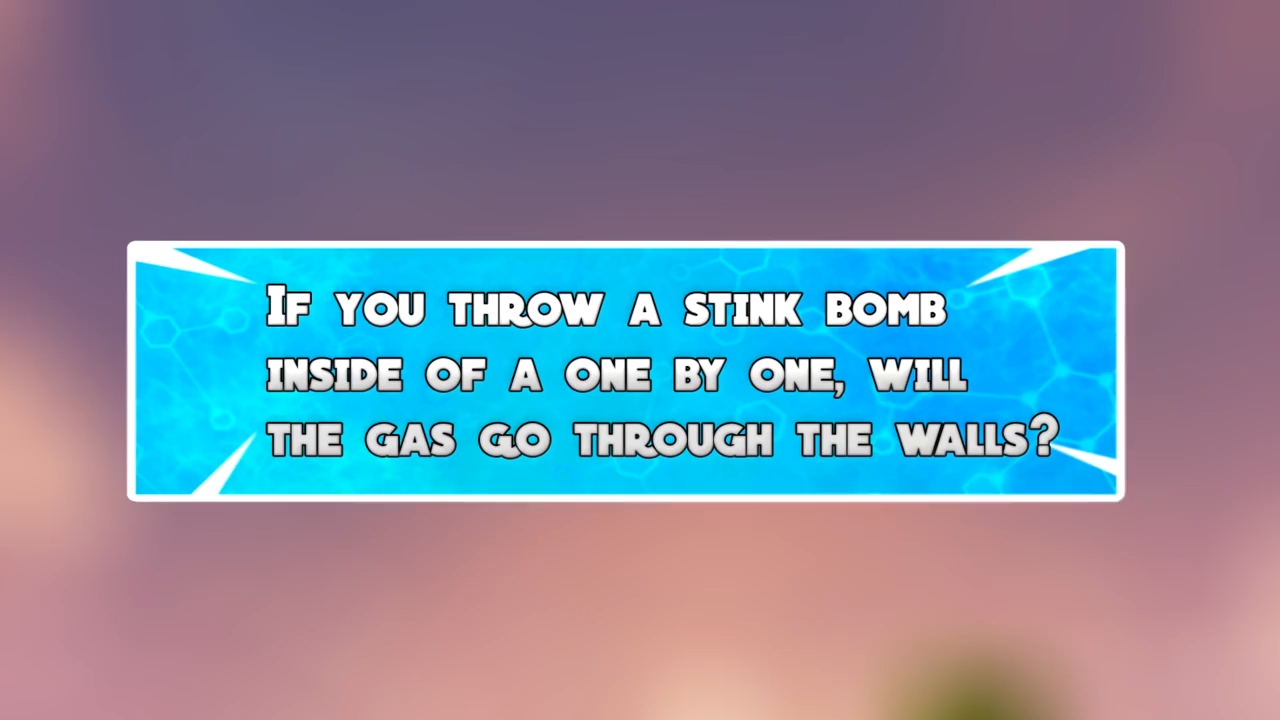 If you throw a stink bomb
inside of a one by one, will
the gas go through the walls?